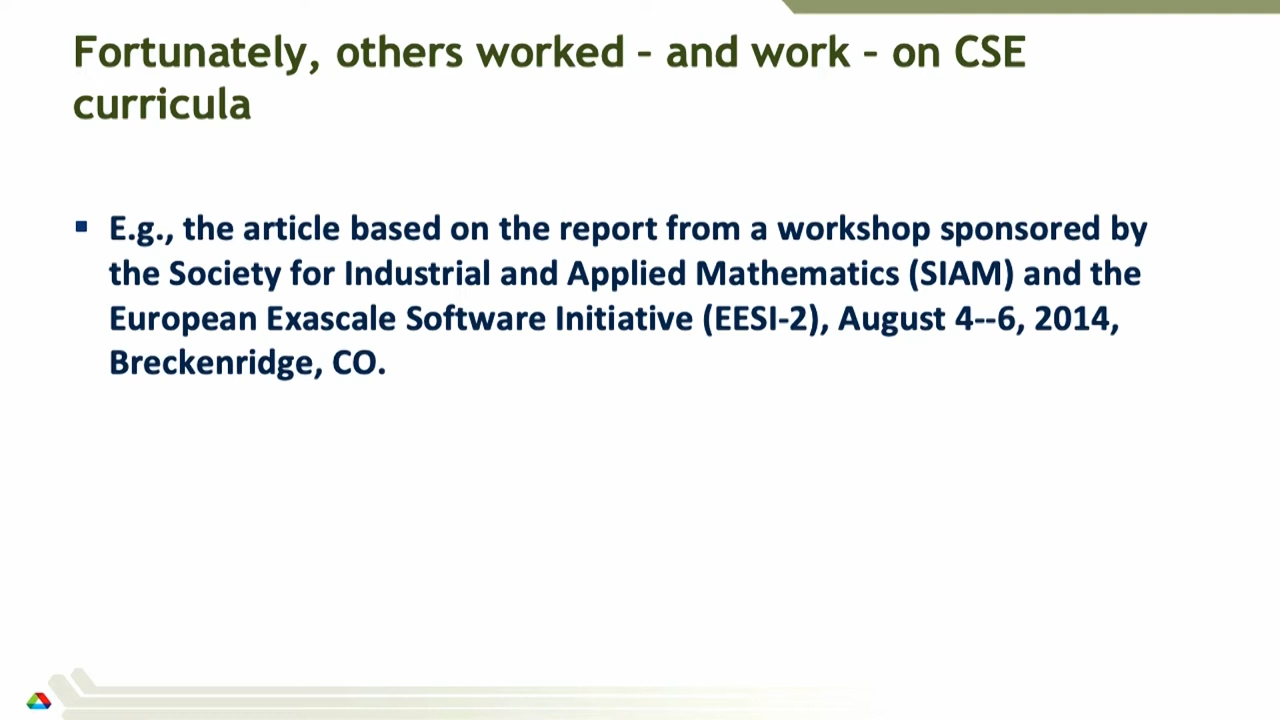 Fortunately, others worked – and work – on CSE
curricula
▪ E.g., the article based on the report from a workshop sponsored by
the Society for Industrial and Applied Mathematics (SIAM) and the
European Exascale Software Initiative (EESI-2), August 4--6, 2014,
Breckenridge, CO.